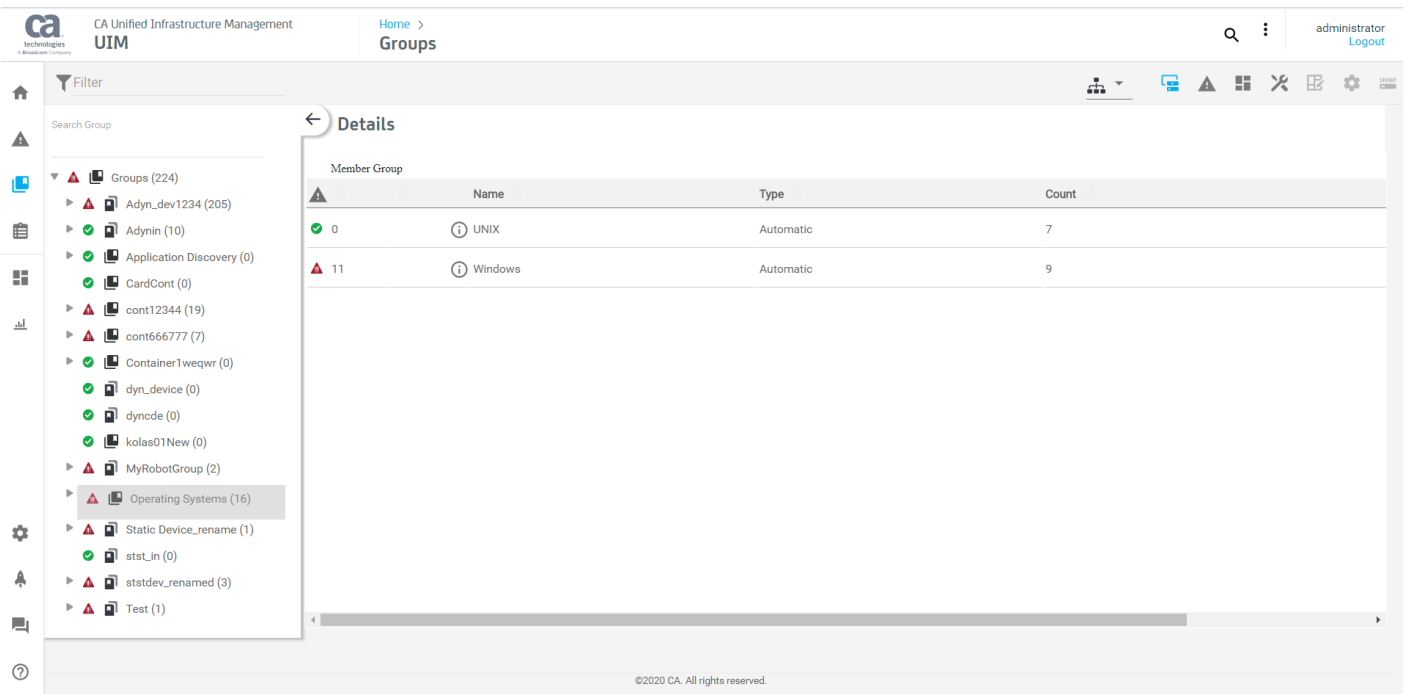 ca
technologies
A Broadcom Company
CA Unified Infrastructure Management
UIM
Home >
Groups
administrator
Logout
Filter
SNMP
Search Group
Details
Member Group
Groups (224)
Adyn_dev1234 (205)
Adynin (10)
Application Discovery (0)
CardCont (0)
cont12344 (19)
cont666777 (7)
Container1weqwr (0)
dyn_device (0)
dyncde (0)
kolas01New (0)
MyRobotGroup (2)
Operating Systems (16)
Static Device_rename (1)
stst_in (0)
ststdev_renamed (3)
Test (1)
Name Type Count
0 UNIX Automatic 7
11 Windows Automatic 9
©2020 CA. All rights reserved.